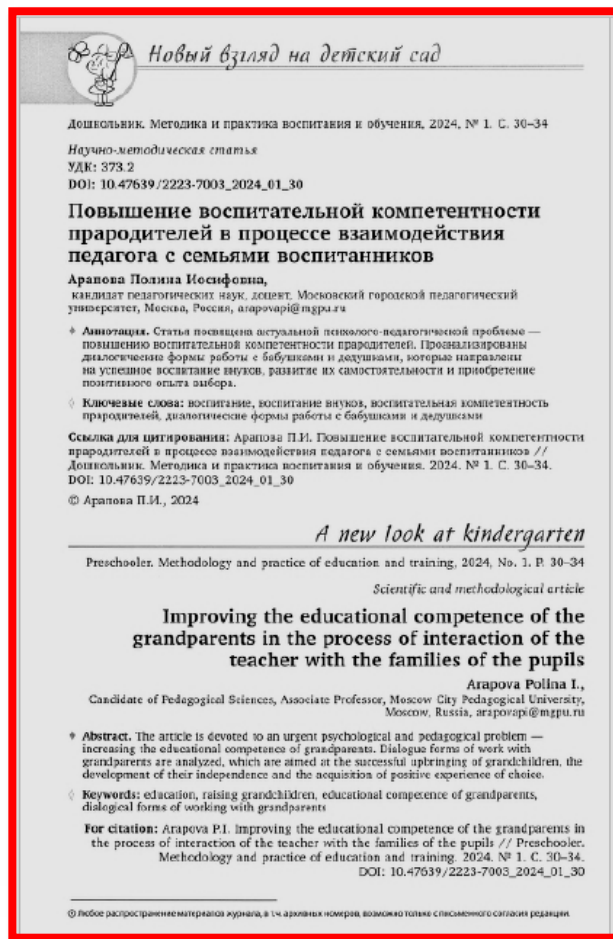 Новый взгляд на детский сад
Дошкольник. Методика и практика воспитания и обучения, 2024, № 1. С. 30–34
Научно-методическая статья
УДК: 373.2
DOI: 10.47639/2223-7003_2024_01_30
Повышение воспитательной компетентности
прародителей в процессе взаимодействия
педагога с семьями воспитанников
Арапова Полина Иосифовна,
кандидат педагогических наук, доцент, Московский городской педагогический
университет, Москва, Россия, arapovapi@mgpu.ru
Аннотация. Статья посвящена актуальной психолого-педагогической проблеме —
повышению воспитательной компетентности прародителей. Проанализированы
диалогические формы работы с бабушками и дедушками, которые направлены
на успешное воспитание внуков, развитие их самостоятельности и приобретение
позитивного опыта выбора.
Ключевые слова: воспитание, воспитание внуков, воспитательная компетентность
прародителей, диалогические формы работы с бабушками и дедушками
Ссылка для цитирования: Арапова П.И. Повышение воспитательной компетентности
прародителей в процессе взаимодействия педагога с семьями воспитанников //
Дошкольник. Методика и практика воспитания и обучения. 2024. № 1. С. 30–34.
DOI: 10.47639/2223-7003_2024_01_30
© Арапова П.И., 2024
A new look at kindergarten
Preschooler. Methodology and practice of education and training, 2024, No. 1. P. 30–34
Scientific and methodological article
Improving the educational competence of the
grandparents in the process of interaction of the
teacher with the families of the pupils
Arapova Polina I.,
Candidate of Pedagogical Sciences, Associate Professor, Moscow City Pedagogical University,
Moscow, Russia, arapovapi@mgpu.ru
Abstract. The article is devoted to an urgent psychological and pedagogical problem —
increasing the educational competence of grandparents. Dialogue forms of work with
grandparents are analyzed, which are aimed at the successful upbringing of grandchildren, the
development of their independence and the acquisition of positive experience of choice.
Keywords: education, raising grandchildren, educational competence of grandparents,
dialogical forms of working with grandparents
For citation: Arapova P.I. Improving the educational competence of the grandparents in
the process of interaction of the teacher with the families of the pupils // Preschooler.
Methodology and practice of education and training. 2024. № 1. С. 30–34.
DOI: 10.47639/2223-7003_2024_01_30
© Любое распространение материалов журнала, в т.ч. архивных номеров, возможно только с письменного согласия редакции.